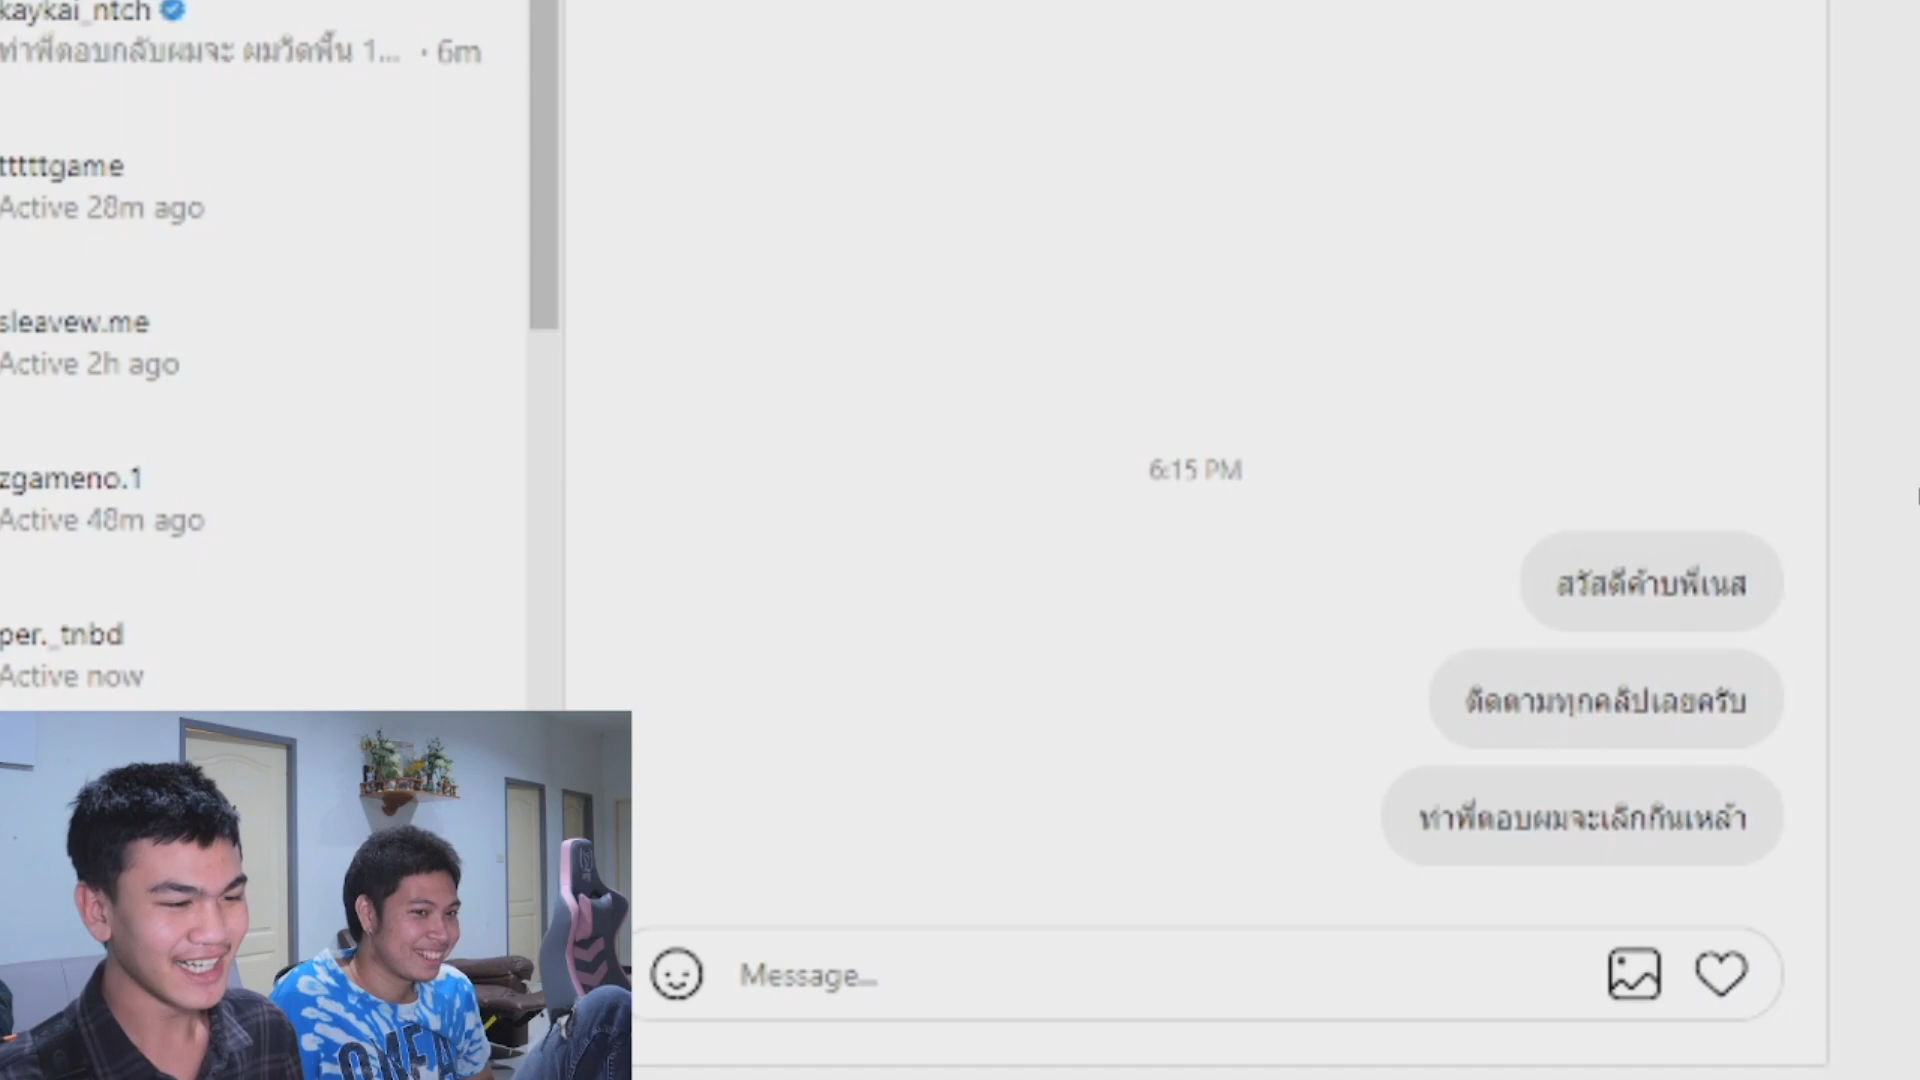 kaykai_ntch
ท่าพี่ตอบกลับผมจะ ผมวิดพื้น 1... · 6m
tttttgame
Active 28m ago
sleavew.me
Active 2h ago
zgameno.1
Active 48m ago
per._tnbd
Active now
6:15 PM
สวัสดีค้าบพี่เนส
ติดตามทุกคลิปเลยครับ
ท่าพี่ตอบผมจะเลิกกินเหล้า
Message...